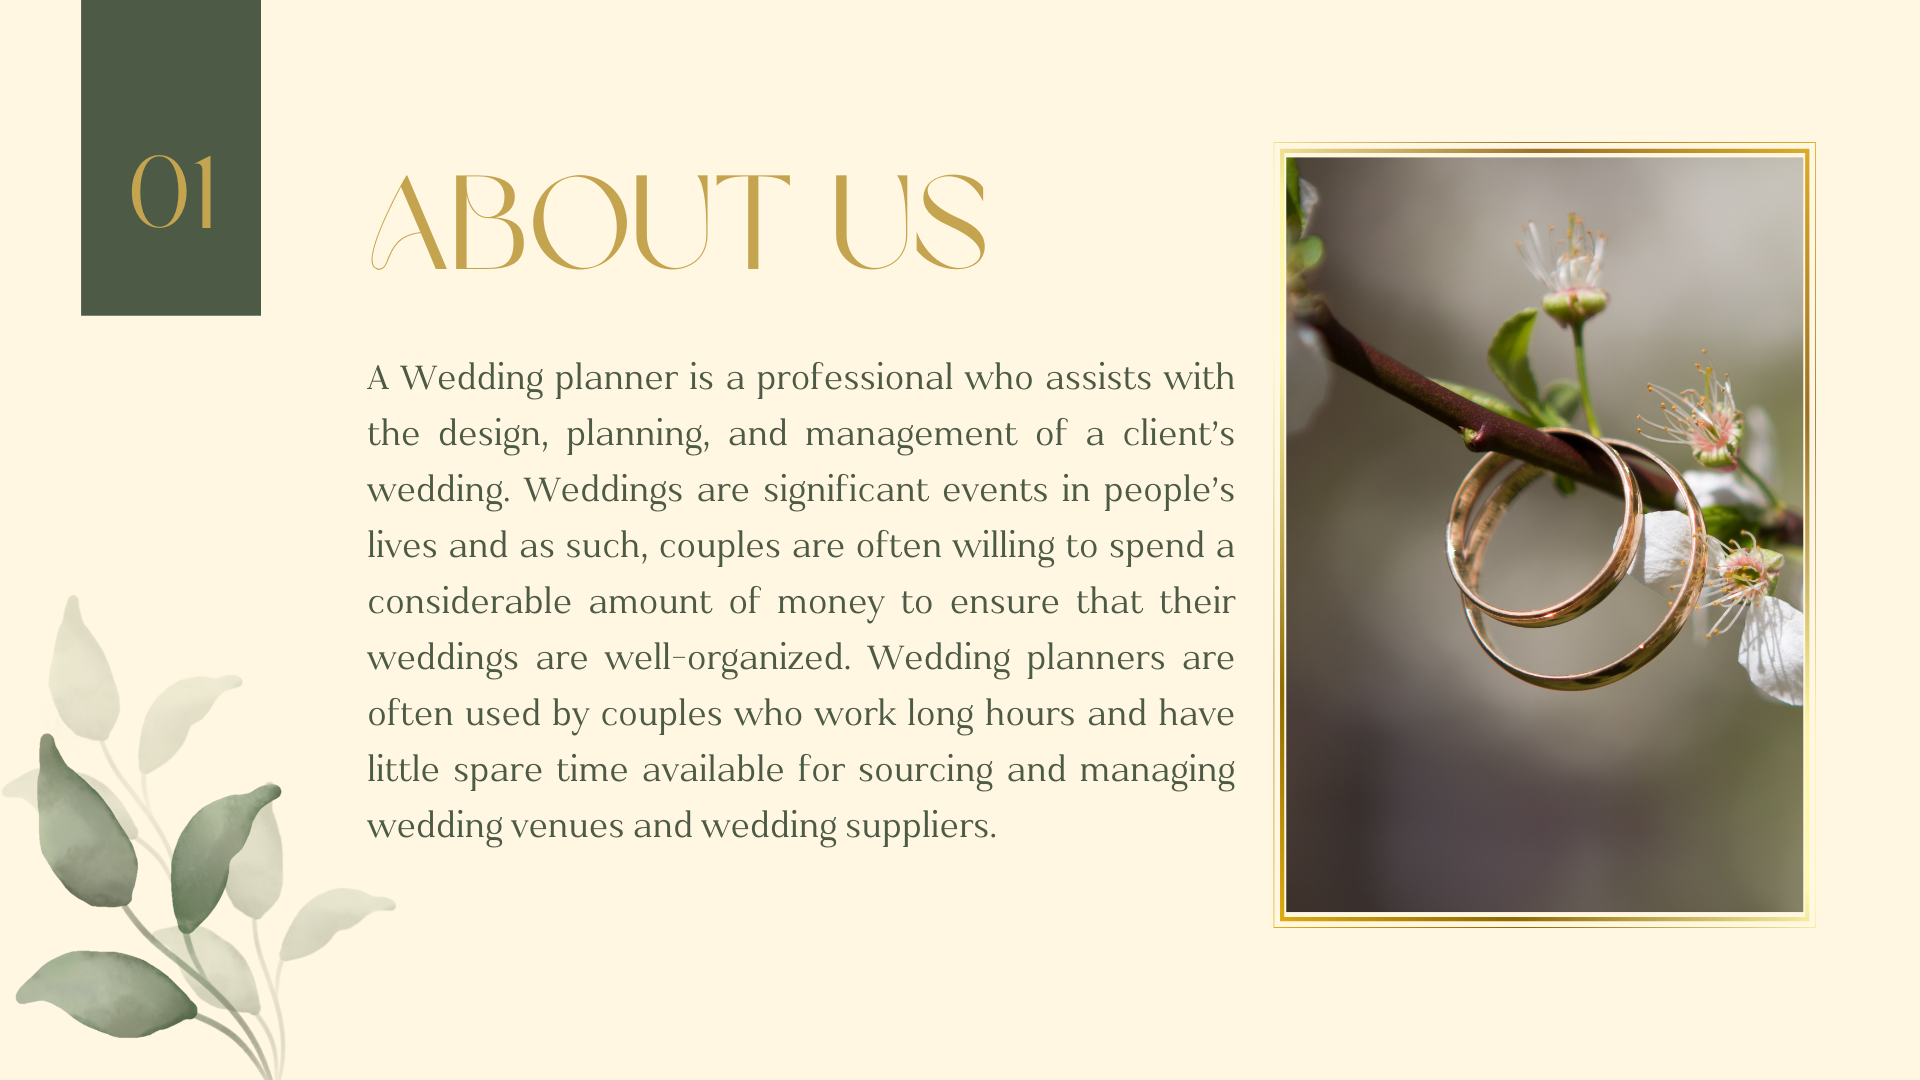 01
ABOUT US
A Wedding planner is a professional who assists with
the design, planning, and management of a client’s
wedding. Weddings are significant events in people’s
lives and as such, couples are often willing to spend a
considerable amount of money to ensure that their
weddings are well-organized. Wedding planners are
often used by couples who work long hours and have
little spare time available for sourcing and managing
wedding venues and wedding suppliers.